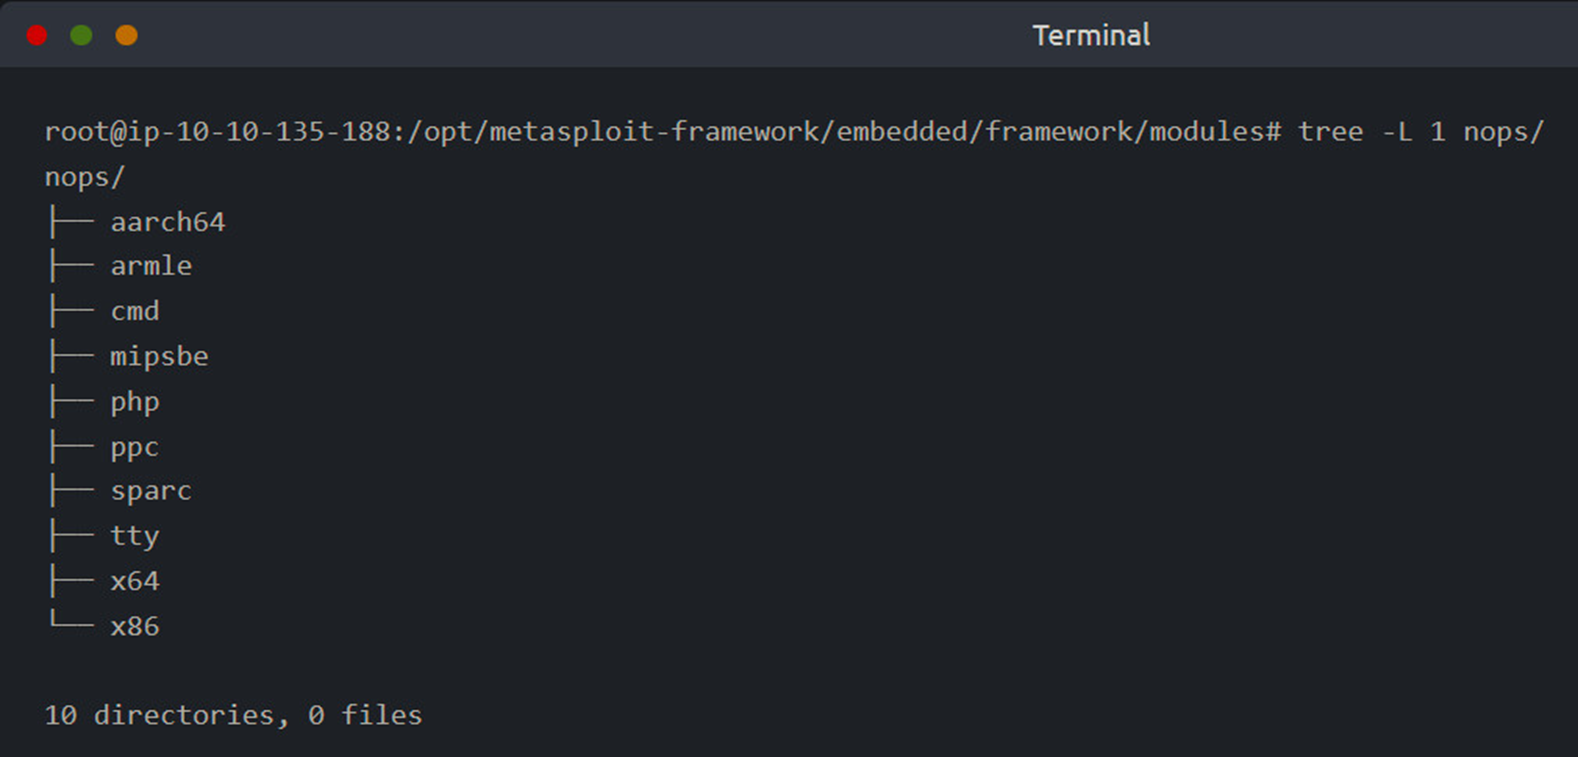 Terminal
root@ip-10-10-135-188:/opt/metasploit-framework/embedded/framework/modules# tree -L 1 nops/
nops/
├── aarch64
├── armle
├── cmd
├── mipsbe
├── php
├── ppc
├── sparc
├── tty
├── x64
└── x86
10 directories, 0 files